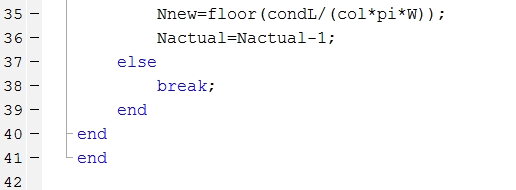 35 – Nnew=floor(condL/(col*pi*W));
36 – Nactual=Nactual-1;
37 – else
38 – break;
39 – end
40 – end
41 – end
42